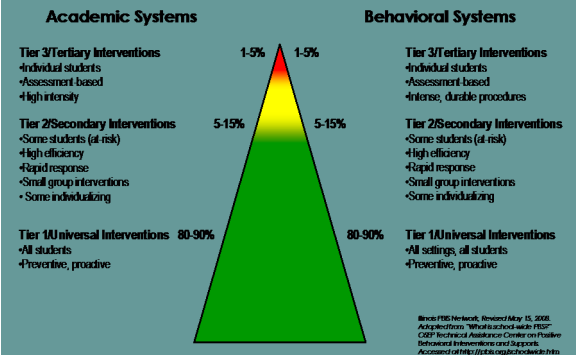 Academic Systems
Behavioral Systems
Tier 3/Tertiary Interventions 1-5%
•Individual students
•Assessment-based
•High intensity
1-5% Tier 3/Tertiary Interventions
•Individual students
•Assessment-based
•Intense, durable procedures
Tier 2/Secondary Interventions 5-15%
•Some students (at-risk)
•High efficiency
•Rapid response
•Small group interventions
• Some individualizing
5-15% Tier 2/Secondary Interventions
•Some students (at-risk)
•High efficiency
•Rapid response
•Small group interventions
•Some individualizing
Tier 1/Universal Interventions 80-90%
•All students
•Preventive, proactive
80-90% Tier 1/Universal Interventions
•All settings, all students
•Preventive, proactive
Illinois PBIS Network, Revised May 15, 2008.
Adapted from "What is school-wide PBS?"
OSEP Technical Assistance Center on Positive
Behavioral Interventions and Supports.
Accessed at http://pbis.org/schoolwide.htm